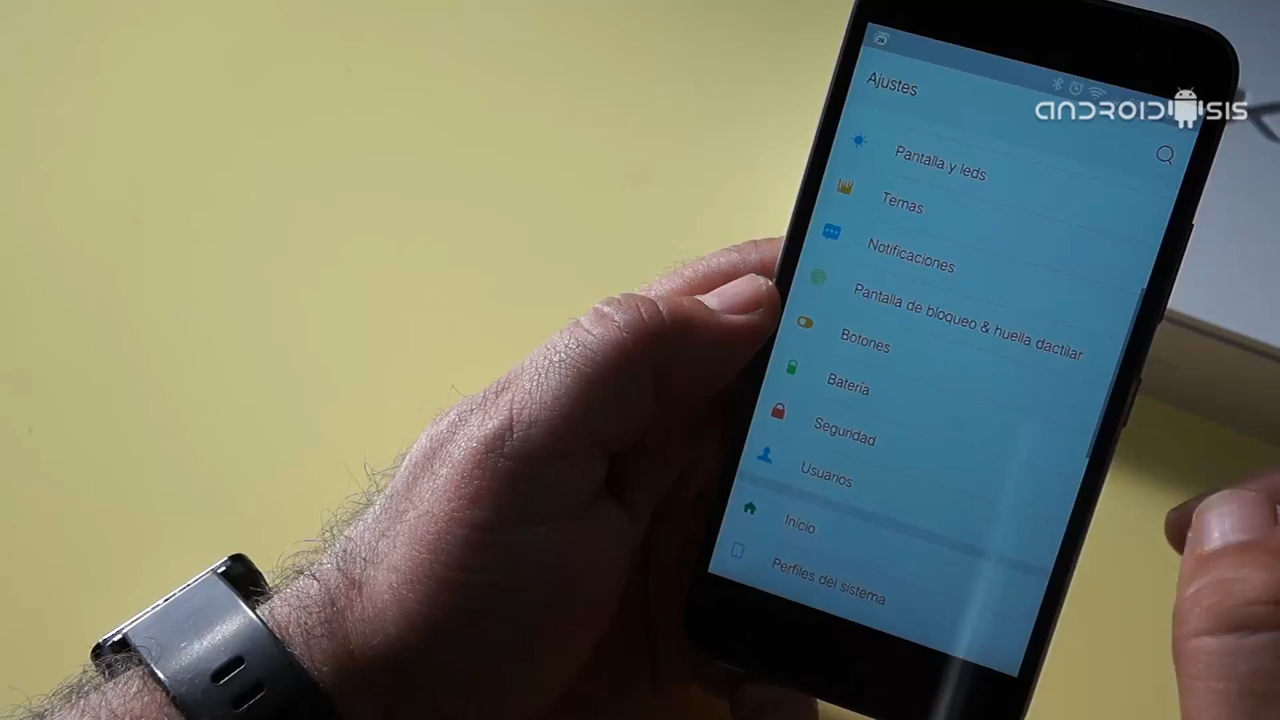 Ajustes
ANDROIDSIS
Pantalla y leds
Temas
Notificaciones
Pantalla de bloqueo & huella dactilar
Botones
Batería
Seguridad
Usuarios
Inicio
Perfiles del sistema